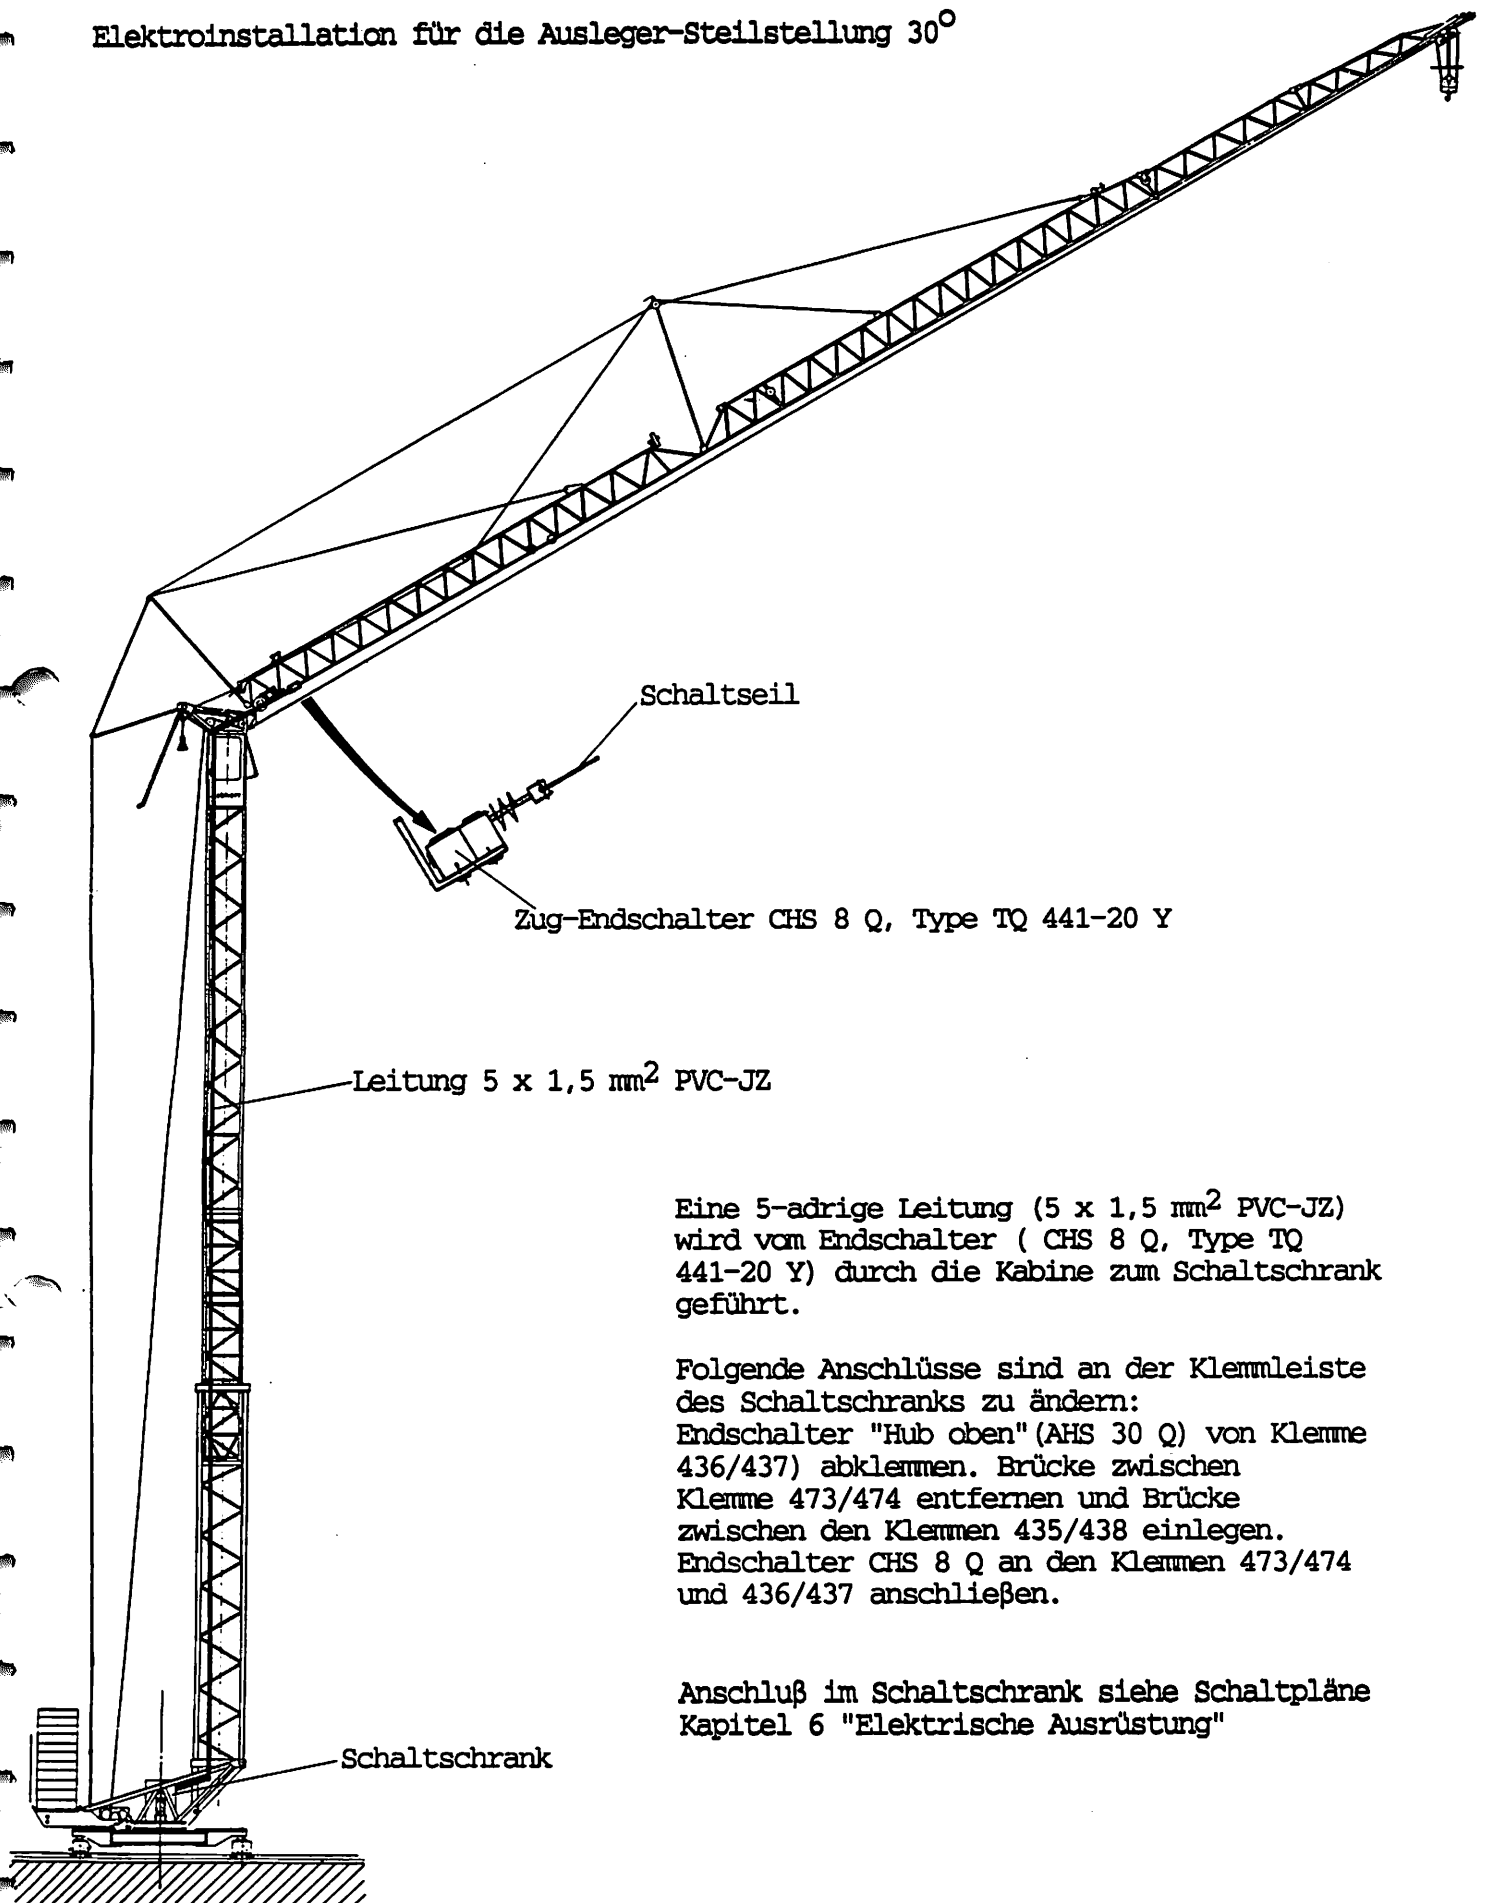 Elektroinstallation für die Ausleger-Steilstellung 30°
Schaltseil
Zug-Endschalter CHS 8 Q, Type TQ 441-20 Y
Leitung 5 x 1,5 mm² PVC-JZ
Eine 5-adrige Leitung (5 x 1,5 mm² PVC-JZ)
wird vom Endschalter ( CHS 8 Q, Type TQ
441-20 Y) durch die Kabine zum Schaltschrank
geführt.
Folgende Anschlüsse sind an der Klemmleiste
des Schaltschranks zu ändern:
Endschalter "Hub oben"(AHS 30 Q) von Klemme
436/437) abklemmen. Brücke zwischen
Klemme 473/474 entfernen und Brücke
zwischen den Klemmen 435/438 einlegen.
Endschalter CHS 8 Q an den Klemmen 473/474
und 436/437 anschließen.
Anschluß im Schaltschrank siehe Schaltpläne
Kapitel 6 "Elektrische Ausrüstung"
Schaltschrank